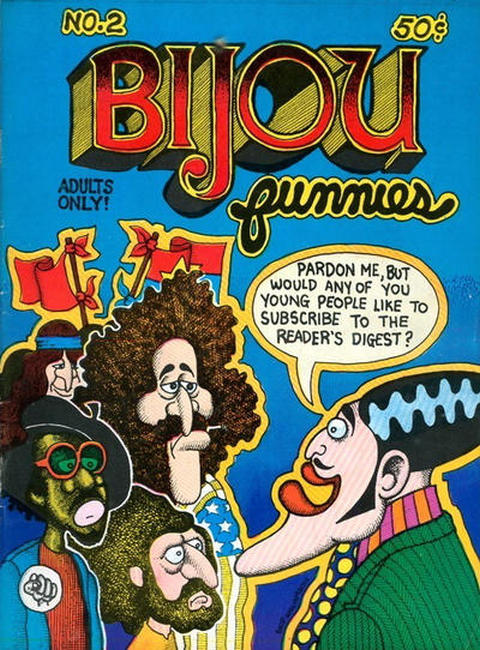 NO. 2
50¢
BIJOU
funnies
ADULTS
ONLY!
PARDON ME, BUT
WOULD ANY OF YOU
YOUNG PEOPLE LIKE TO
SUBSCRIBE TO THE
READER'S DIGEST?